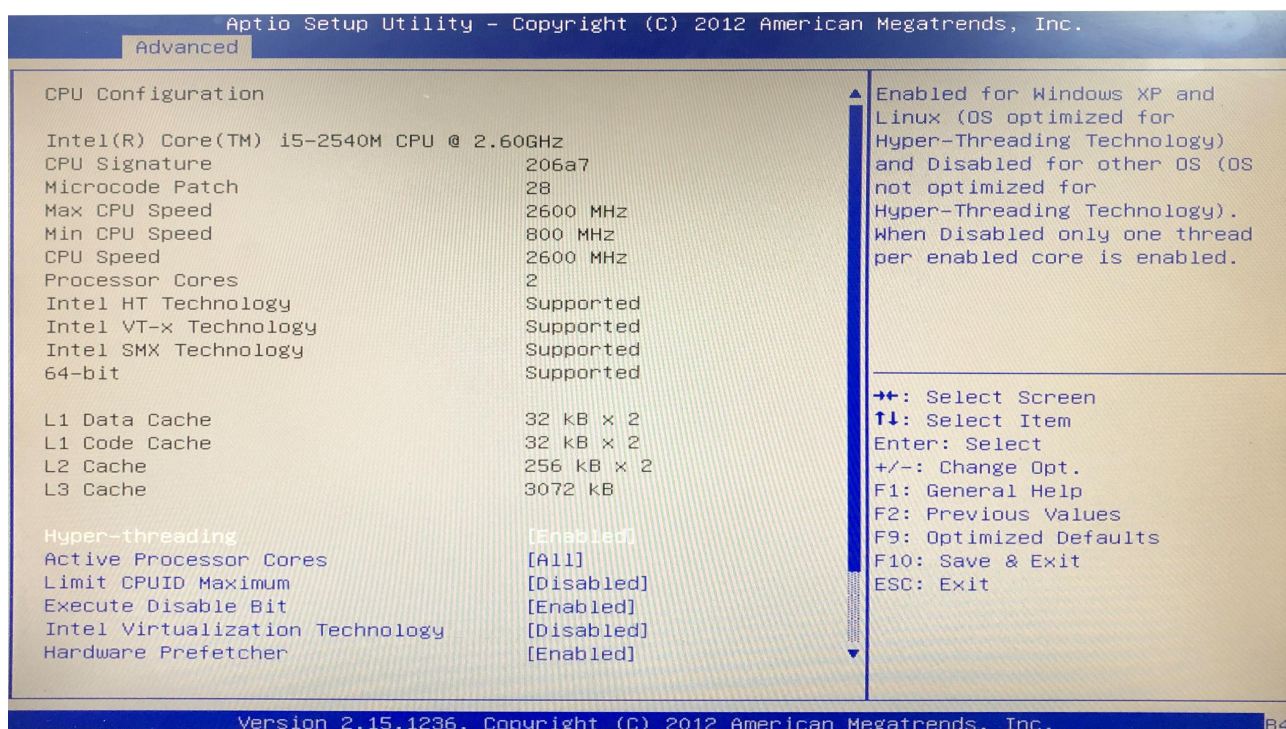 Aptio Setup Utility – Copyright (C) 2012 American Megatrends, Inc.
Advanced
CPU Configuration
Intel(R) Core(TM) i5-2540M CPU @ 2.60GHz
CPU Signature 206a7
Microcode Patch 28
Max CPU Speed 2600 MHz
Min CPU Speed 800 MHz
CPU Speed 2600 MHz
Processor Cores 2
Intel HT Technology Supported
Intel VT-x Technology Supported
Intel SMX Technology Supported
64-bit Supported
L1 Data Cache 32 kB x 2
L1 Code Cache 32 kB x 2
L2 Cache 256 kB x 2
L3 Cache 3072 kB
Hyper-threading [Enabled]
Active Processor Cores [All]
Limit CPUID Maximum [Disabled]
Execute Disable Bit [Enabled]
Intel Virtualization Technology [Disabled]
Hardware Prefetcher [Enabled]
Enabled for Windows XP and
Linux (OS optimized for
Hyper-Threading Technology)
and Disabled for other OS (OS
not optimized for
Hyper-Threading Technology).
When Disabled only one thread
per enabled core is enabled.
→←: Select Screen
↑↓: Select Item
Enter: Select
+/-: Change Opt.
F1: General Help
F2: Previous Values
F9: Optimized Defaults
F10: Save & Exit
ESC: Exit
Version 2.15.1236. Copyright (C) 2012 American Megatrends, Inc.
B4